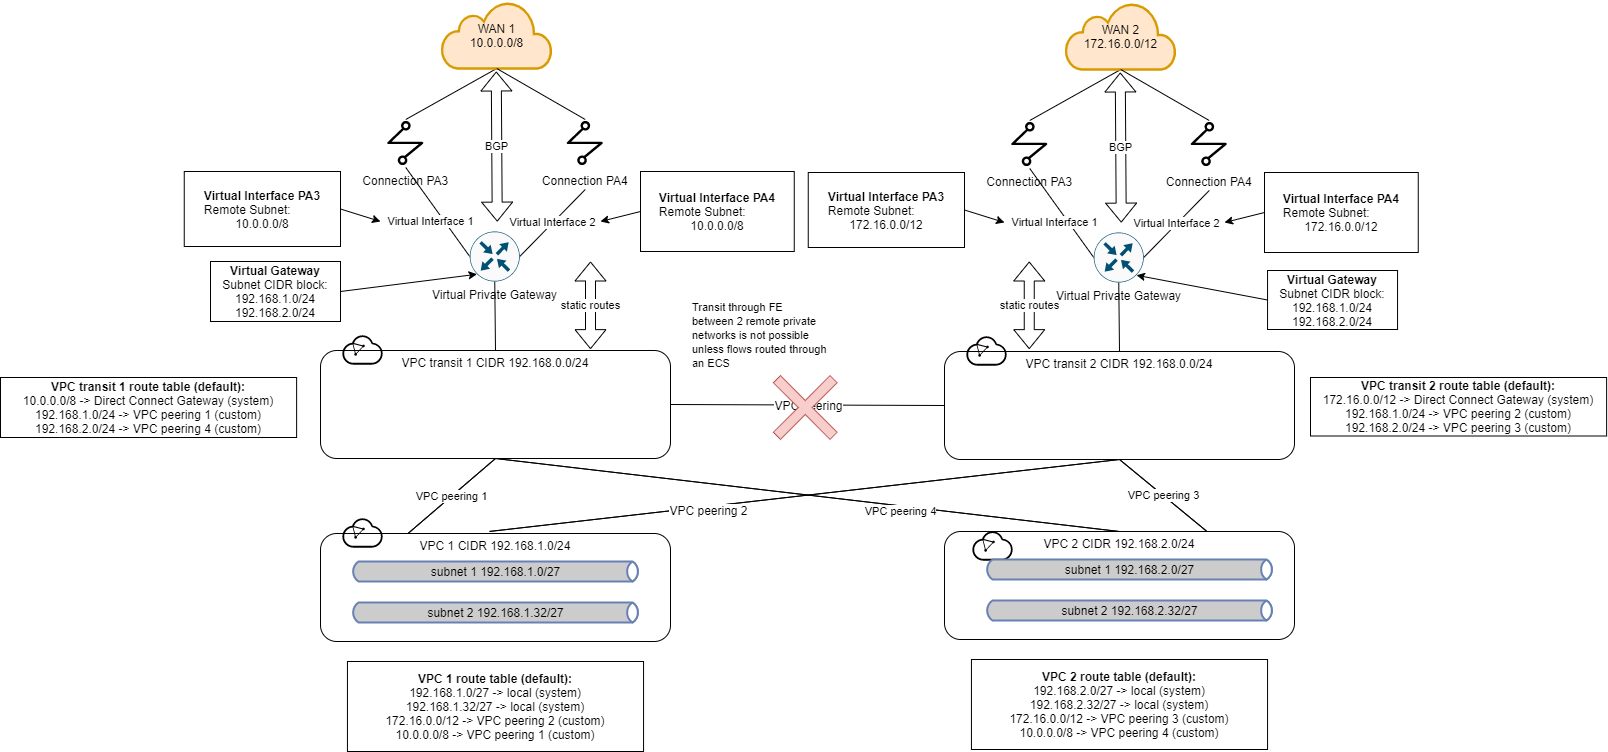 WAN 1
10.0.0.0/8
WAN 2
172.16.0.0/12
BGP
BGP
Connection PA3
Connection PA4
Connection PA3
Connection PA4
Virtual Interface PA3
Remote Subnet:
10.0.0.0/8
Virtual Interface 1
Virtual Interface 2
Virtual Interface PA4
Remote Subnet:
10.0.0.0/8
Virtual Interface PA3
Remote Subnet:
172.16.0.0/12
Virtual Interface 1
Virtual Interface 2
Virtual Interface PA4
Remote Subnet:
172.16.0.0/12
Virtual Gateway
Subnet CIDR block:
192.168.1.0/24
192.168.2.0/24
Virtual Private Gateway
static routes
Transit through FE
between 2 remote private
networks is not possible
unless flows routed through
an ECS
static routes
Virtual Private Gateway
Virtual Gateway
Subnet CIDR block:
192.168.1.0/24
192.168.2.0/24
VPC transit 1 CIDR 192.168.0.0/24
VPC transit 2 CIDR 192.168.0.0/24
VPC transit 1 route table (default):
10.0.0.0/8 -> Direct Connect Gateway (system)
192.168.1.0/24 -> VPC peering 1 (custom)
192.168.2.0/24 -> VPC peering 4 (custom)
VPC peering
VPC transit 2 route table (default):
172.16.0.0/12 -> Direct Connect Gateway (system)
192.168.1.0/24 -> VPC peering 2 (custom)
192.168.2.0/24 -> VPC peering 3 (custom)
VPC peering 1
VPC peering 2
VPC peering 4
VPC peering 3
VPC 1 CIDR 192.168.1.0/24
subnet 1 192.168.1.0/27
subnet 2 192.168.1.32/27
VPC 2 CIDR 192.168.2.0/24
subnet 1 192.168.2.0/27
subnet 2 192.168.2.32/27
VPC 1 route table (default):
192.168.1.0/27 -> local (system)
192.168.1.32/27 -> local (system)
172.16.0.0/12 -> VPC peering 2 (custom)
10.0.0.0/8 -> VPC peering 1 (custom)
VPC 2 route table (default):
192.168.2.0/27 -> local (system)
192.168.2.32/27 -> local (system)
172.16.0.0/12 -> VPC peering 3 (custom)
10.0.0.0/8 -> VPC peering 4 (custom)